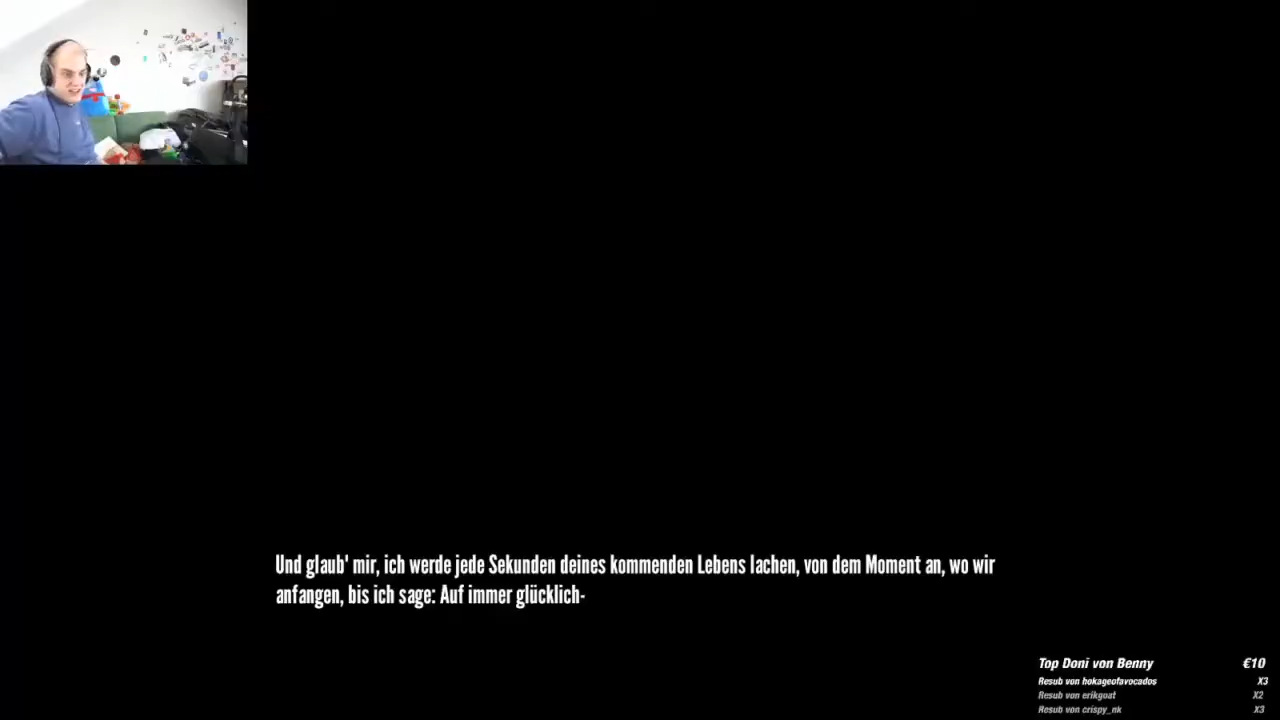 Und glaub' mir, ich werde jede Sekunden deines kommenden Lebens lachen, von dem Moment an, wo wir
anfangen, bis ich sage: Auf immer glücklich-
Top Doni von Benny €10
Resub von hokageofavocados X3
Resub von erikgoat X2
Resub von crispy_nk X3